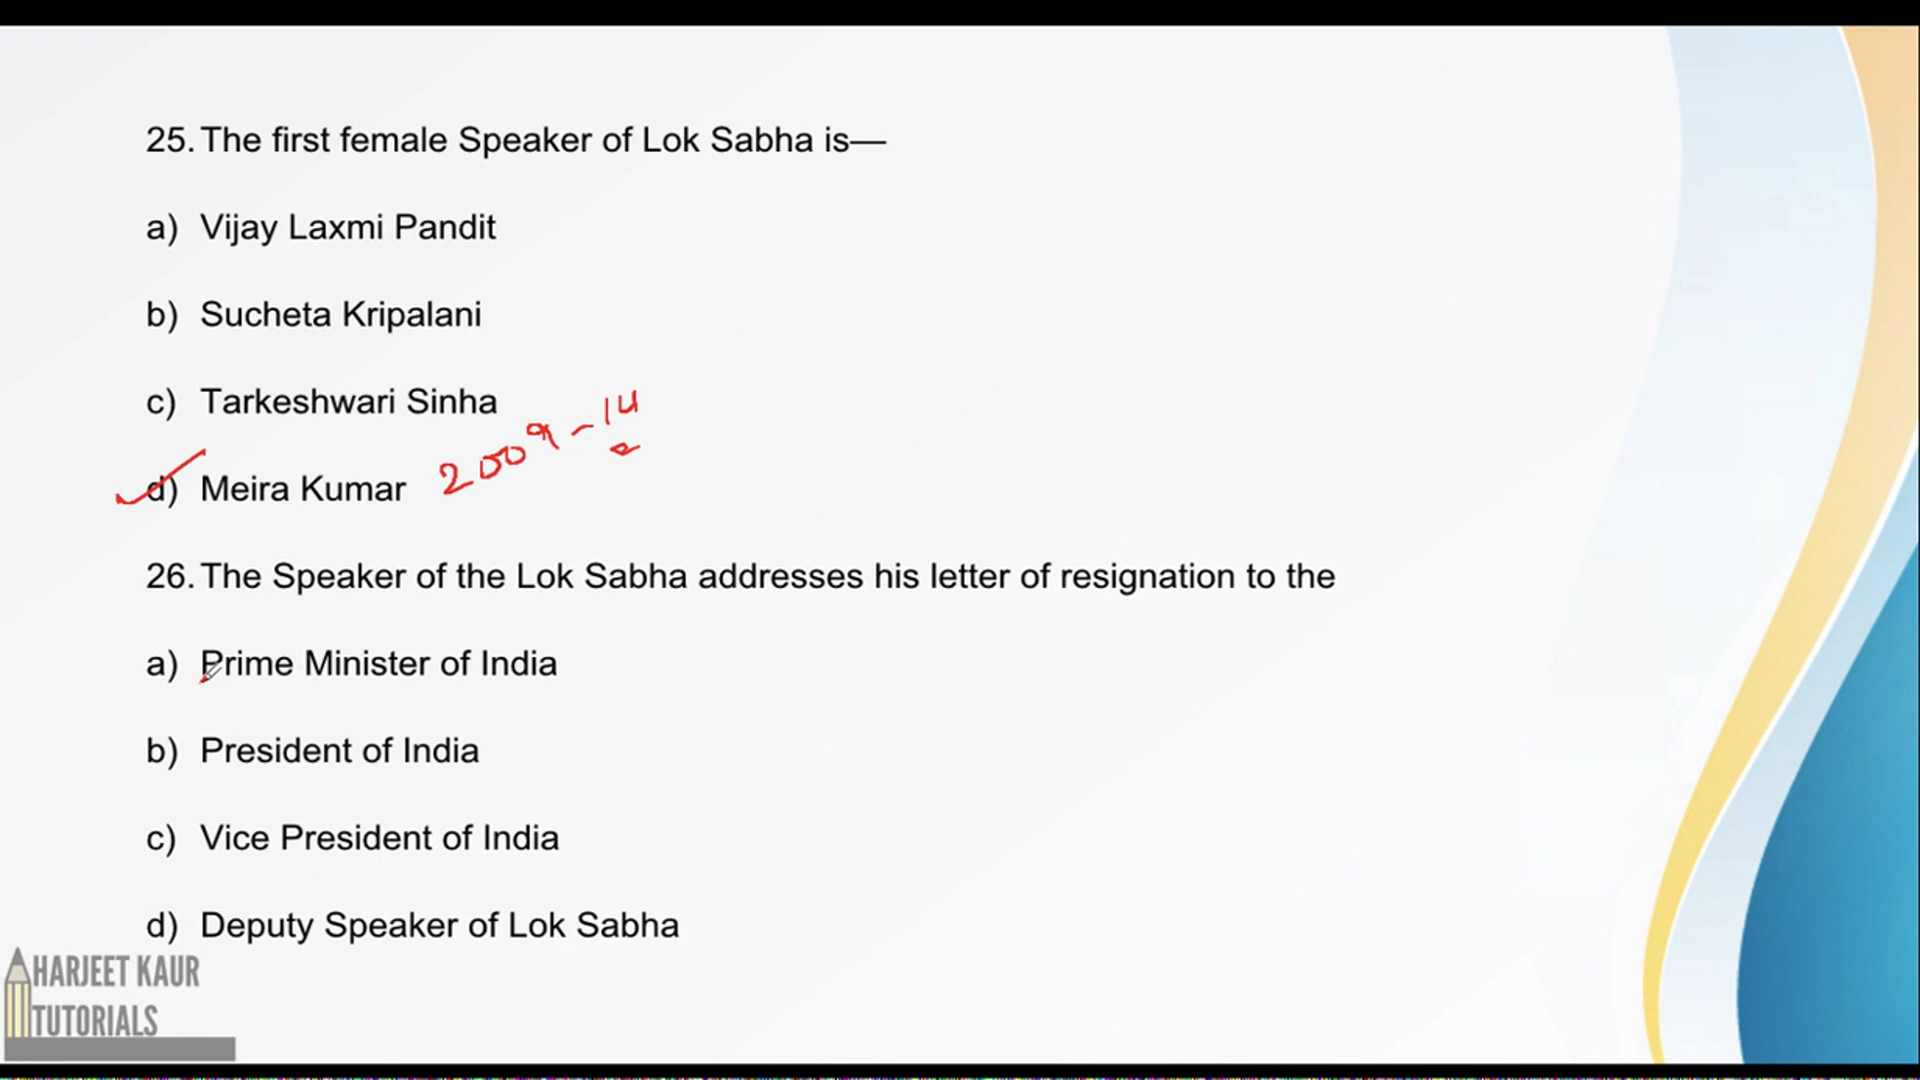 25. The first female Speaker of Lok Sabha is—
a) Vijay Laxmi Pandit
b) Sucheta Kripalani
c) Tarkeshwari Sinha
d) Meira Kumar 2009-14
26. The Speaker of the Lok Sabha addresses his letter of resignation to the
a) Prime Minister of India
b) President of India
c) Vice President of India
d) Deputy Speaker of Lok Sabha
HARJEET KAUR
TUTORIALS